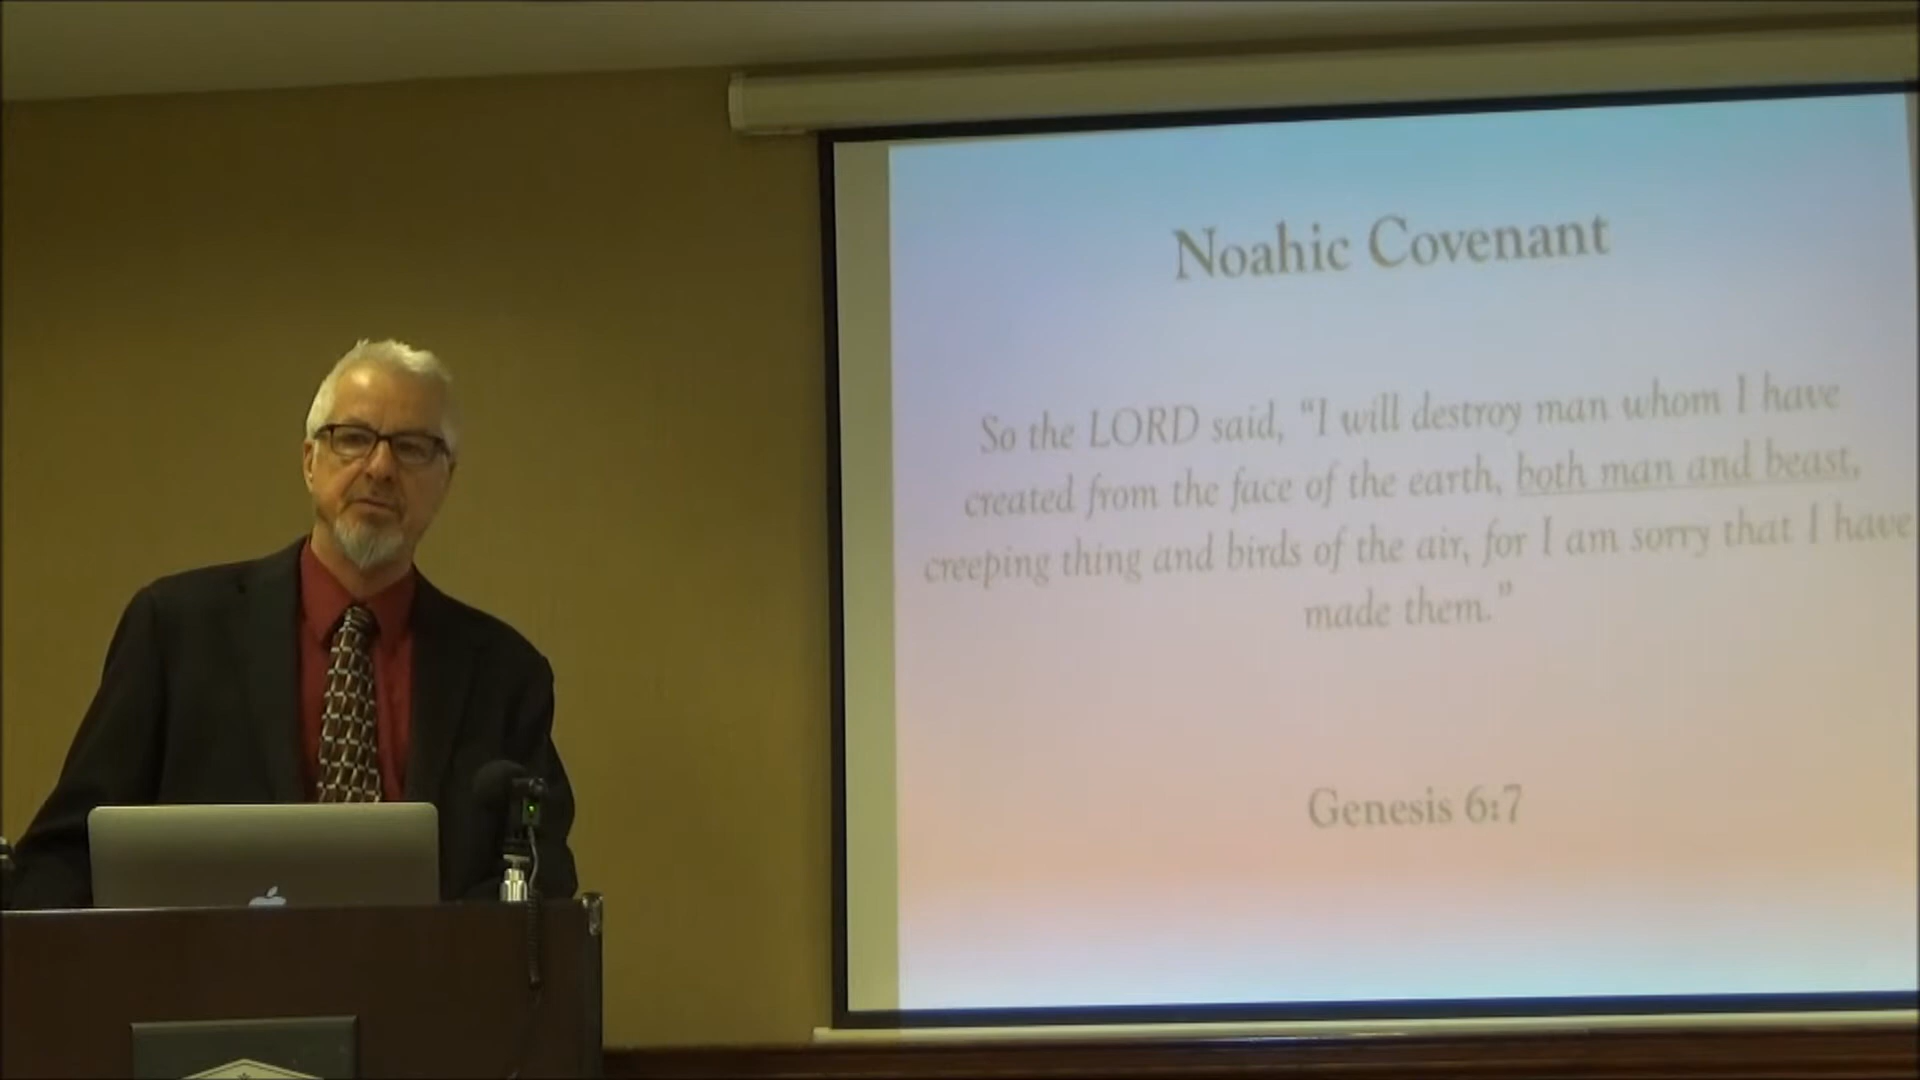 Noahic Covenant
So the LORD said, “I will destroy man whom I have
created from the face of the earth, both man and beast,
creeping thing and birds of the air, for I am sorry that I have
made them.”
Genesis 6:7